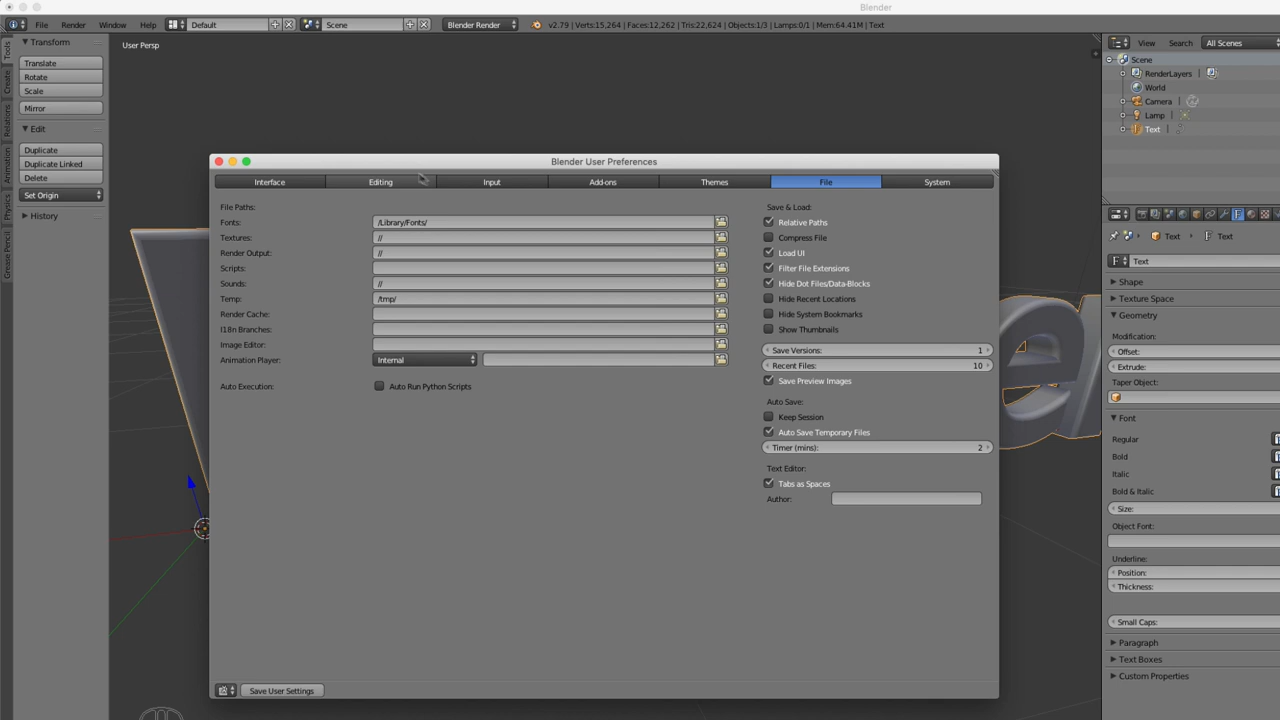 Blender
File Render Window Help Default Scene Blender Render v2.79 | Verts:15,264 | Faces:12,262 | Tris:22,624 | Objects:1/3 | Lamps:0/1 | Mem:64.41M | Text
Tools
Create
Relations
Animation
Physics
Grease Pencil
Transform
Translate
Rotate
Scale
Mirror
Edit
Duplicate
Duplicate Linked
Delete
Set Origin
History
User Persp
Blender User Preferences
Interface Editing Input Add-ons Themes File System
File Paths:
Fonts: /Library/Fonts/
Textures: //
Render Output: //
Scripts:
Sounds: //
Temp: /tmp/
Render Cache:
I18n Branches:
Image Editor:
Animation Player: Internal
Auto Execution: Auto Run Python Scripts
Save & Load:
Relative Paths
Compress File
Load UI
Filter File Extensions
Hide Dot Files/Data-Blocks
Hide Recent Locations
Hide System Bookmarks
Show Thumbnails
Save Versions: 1
Recent Files: 10
Save Preview Images
Auto Save:
Keep Session
Auto Save Temporary Files
Timer (mins): 2
Text Editor:
Tabs as Spaces
Author:
Save User Settings
View Search All Scenes
Scene
RenderLayers
World
Camera
Lamp
Text
Text Text
F Text
Shape
Texture Space
Geometry
Modification:
Offset:
Extrude:
Taper Object:
Font
Regular
Bold
Italic
Bold & Italic
Size:
Object Font:
Underline:
Position:
Thickness:
Small Caps:
Paragraph
Text Boxes
Custom Properties
e